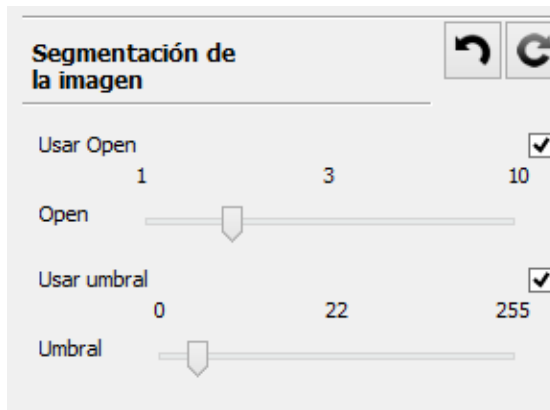 Segmentación de
la imagen
Usar Open
1 3 10
Open
Usar umbral
0 22 255
Umbral